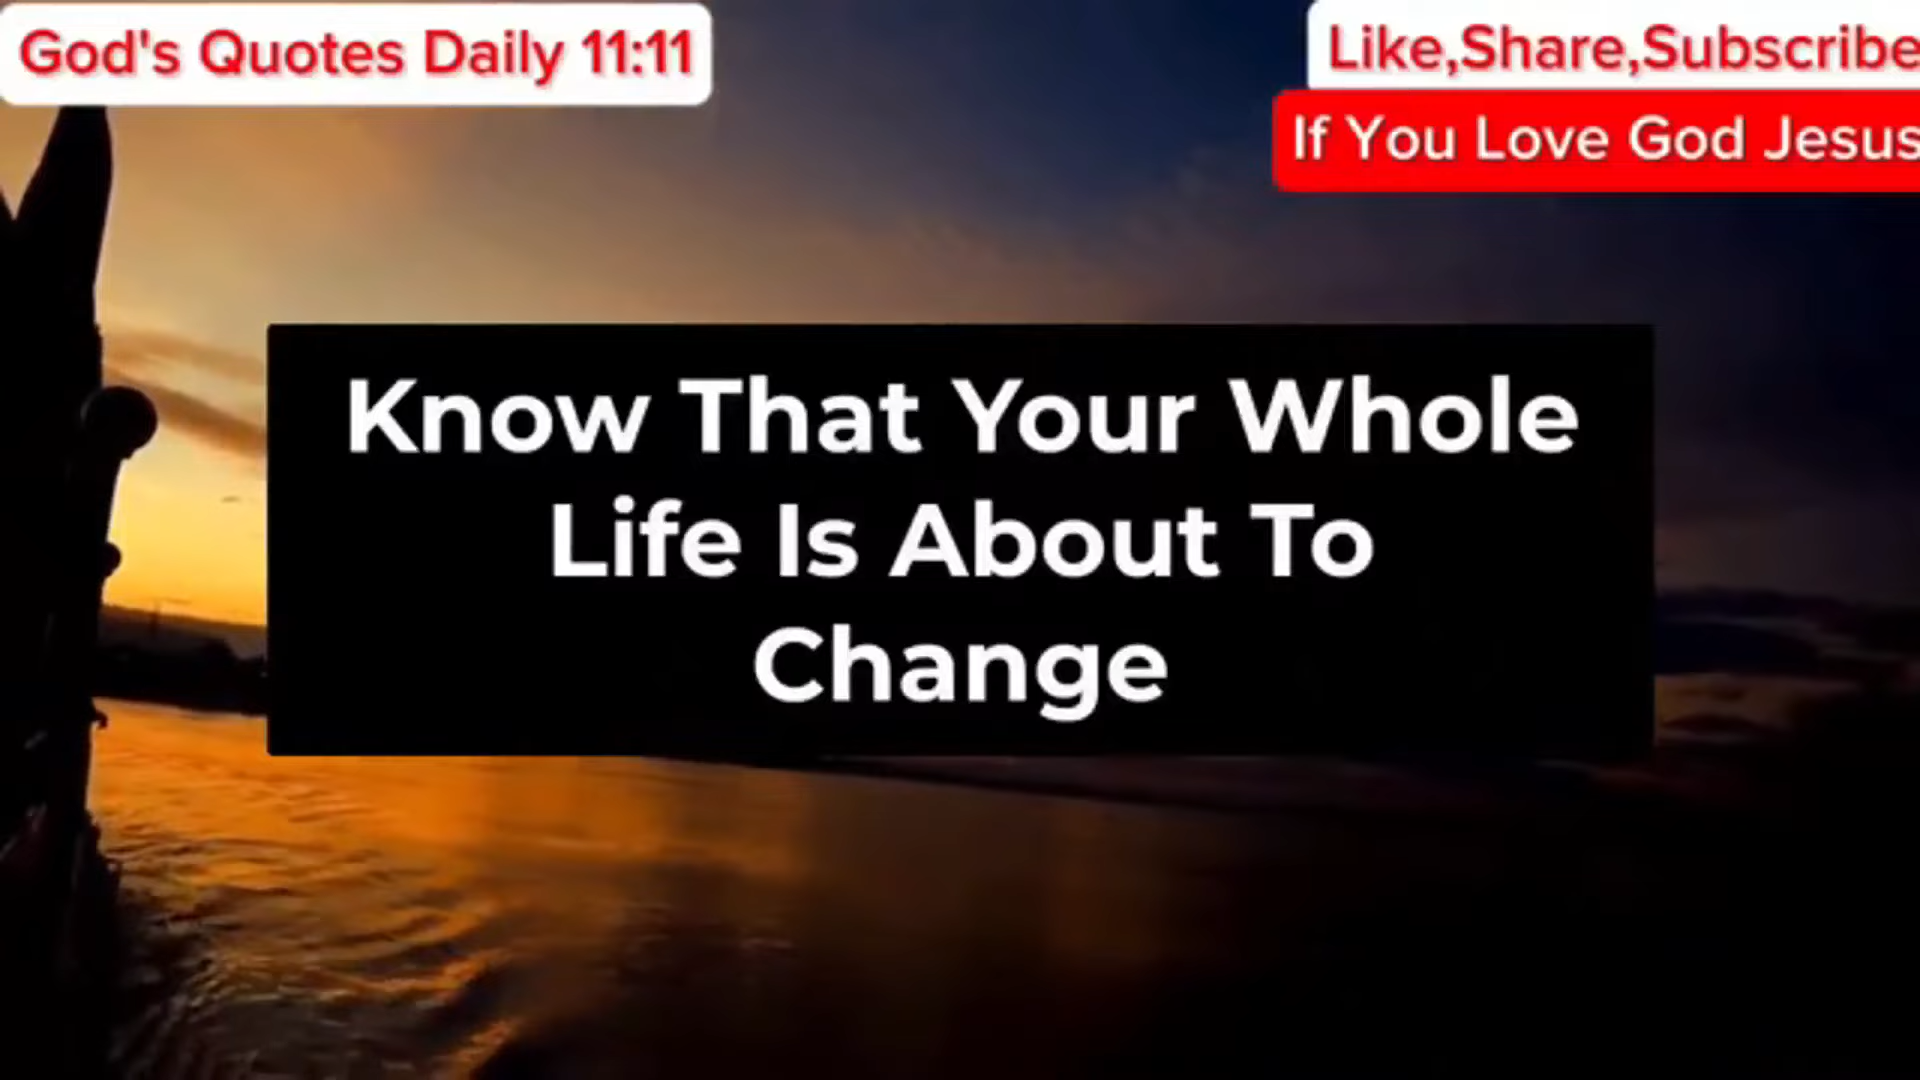 God's Quotes Daily 11:11
Like,Share,Subscribe
If You Love God Jesus
Know That Your Whole
Life Is About To
Change